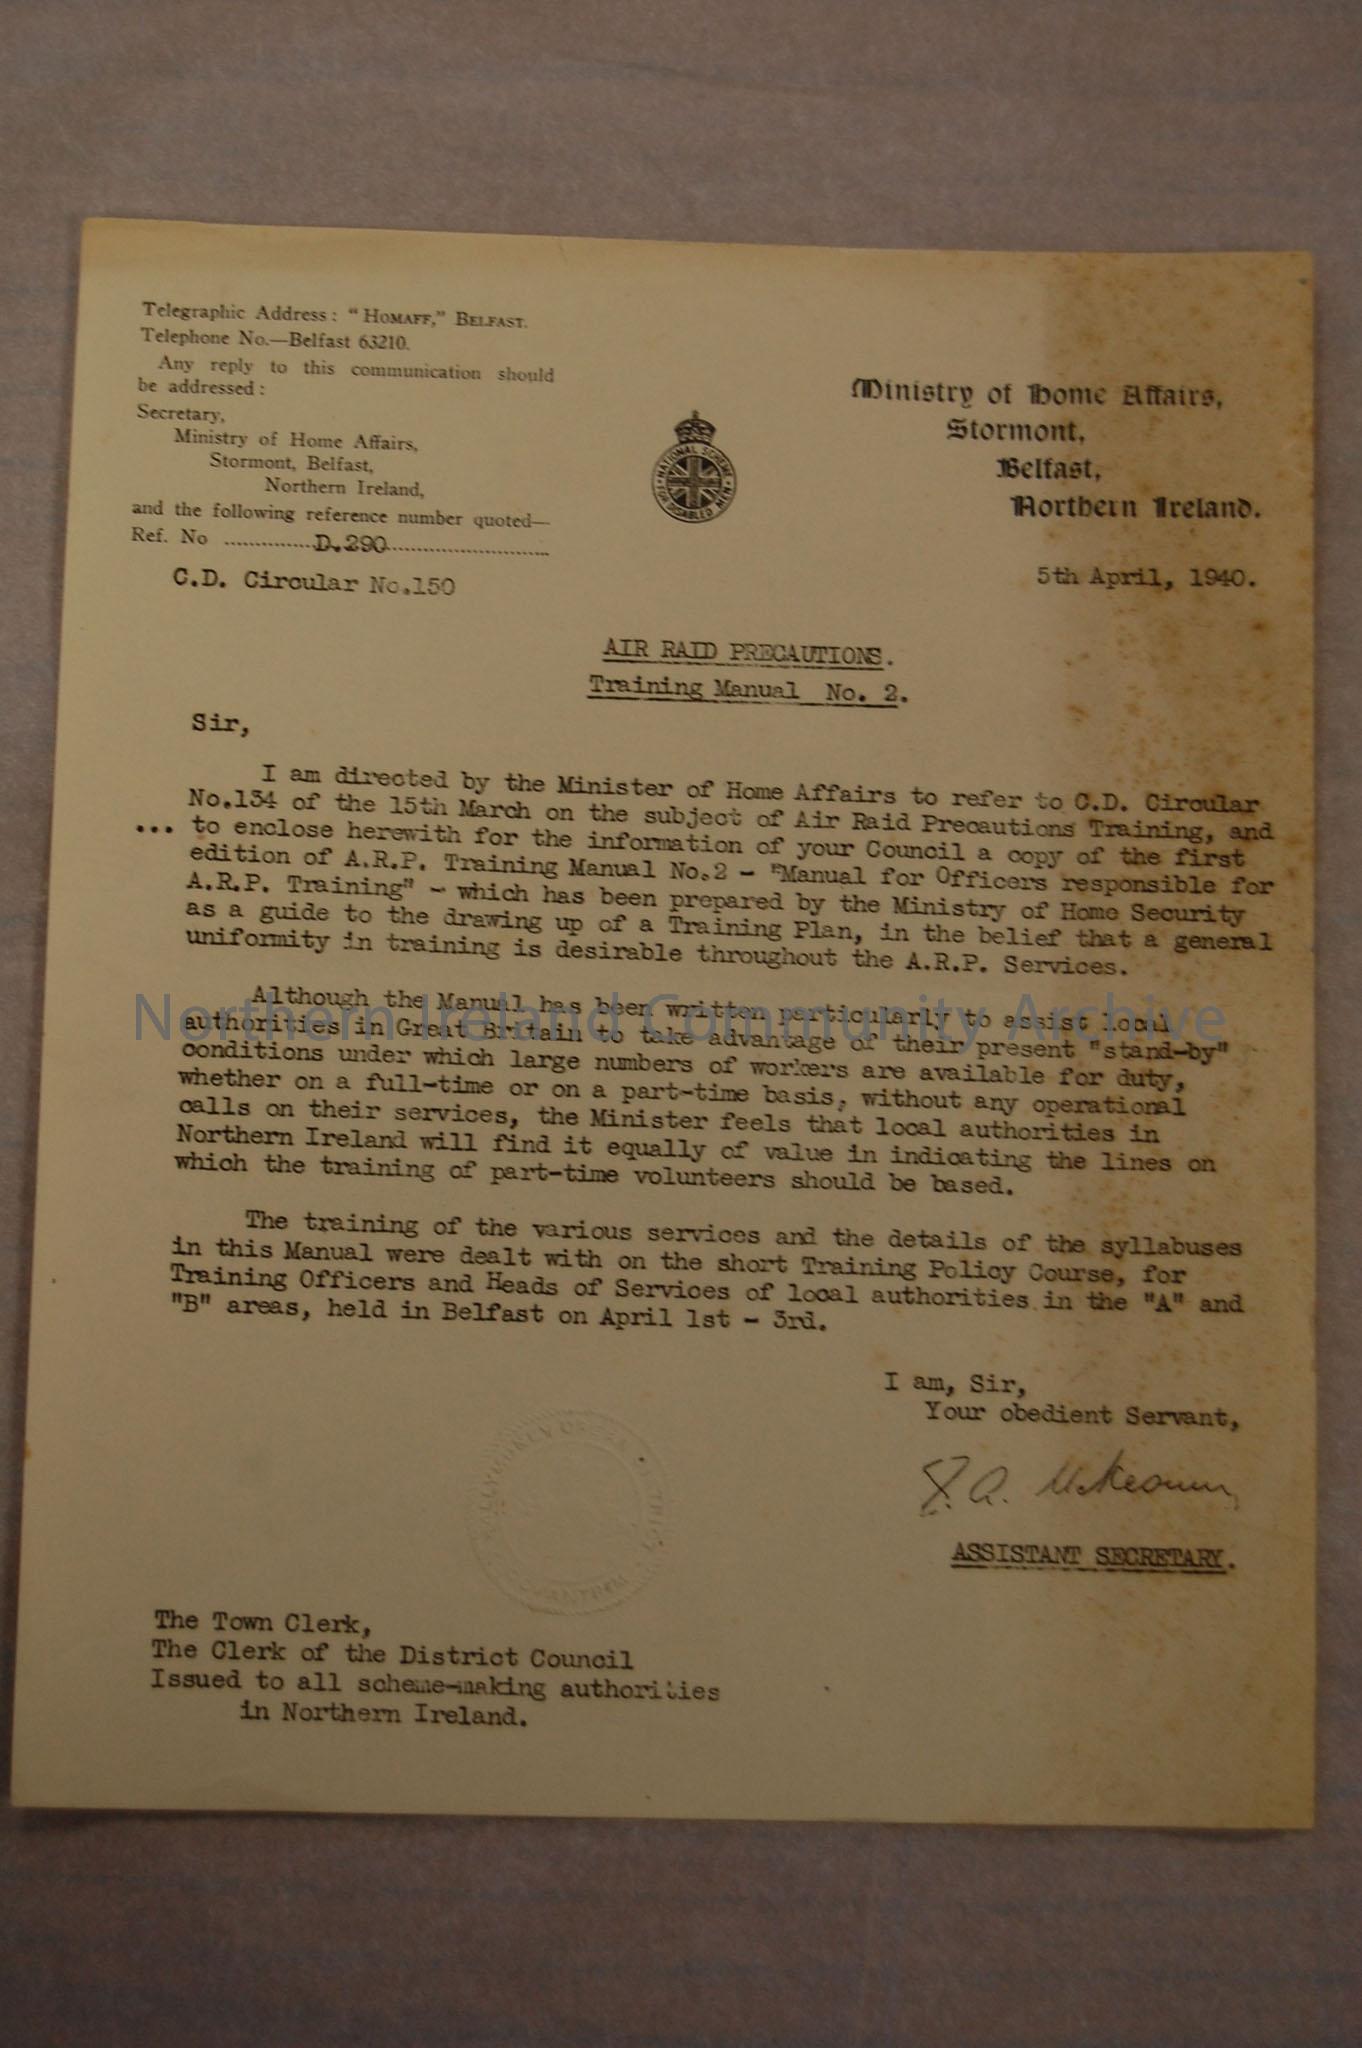 Telegraphic Address: "HOMAFF," BELFAST.
Telephone No.—Belfast 63210.
Any reply to this communication should
be addressed:
Secretary,
Ministry of Home Affairs,
Stormont, Belfast,
Northern Ireland,
and the following reference number quoted—
Ref. No ...............D.290...........................
C.D. Circular No.150
NATIONAL SCHEME
FOR DISABLED MEN
Ministry of Home Affairs,
Stormont,
Belfast,
Northern Ireland.
5th April, 1940.
AIR RAID PRECAUTIONS.
Training Manual No. 2.
Sir,
I am directed by the Minister of Home Affairs to refer to C.D. Circular
No.134 of the 15th March on the subject of Air Raid Precautions Training, and
... to enclose herewith for the information of your Council a copy of the first
edition of A.R.P. Training Manual No.2 - "Manual for Officers responsible for
A.R.P. Training" - which has been prepared by the Ministry of Home Security
as a guide to the drawing up of a Training Plan, in the belief that a general
uniformity in training is desirable throughout the A.R.P. Services.
Although the Manual has been written particularly to assist local
authorities in Great Britain to take advantage of their present "stand-by"
conditions under which large numbers of workers are available for duty,
whether on a full-time or on a part-time basis, without any operational
calls on their services, the Minister feels that local authorities in
Northern Ireland will find it equally of value in indicating the lines on
which the training of part-time volunteers should be based.
The training of the various services and the details of the syllabuses
in this Manual were dealt with on the short Training Policy Course, for
Training Officers and Heads of Services of local authorities in the "A" and
"B" areas, held in Belfast on April 1st - 3rd.
I am, Sir,
Your obedient Servant,
A. McKeown
ASSISTANT SECRETARY.
The Town Clerk,
The Clerk of the District Council
Issued to all scheme-making authorities
in Northern Ireland.
Northern Ireland Community Archive